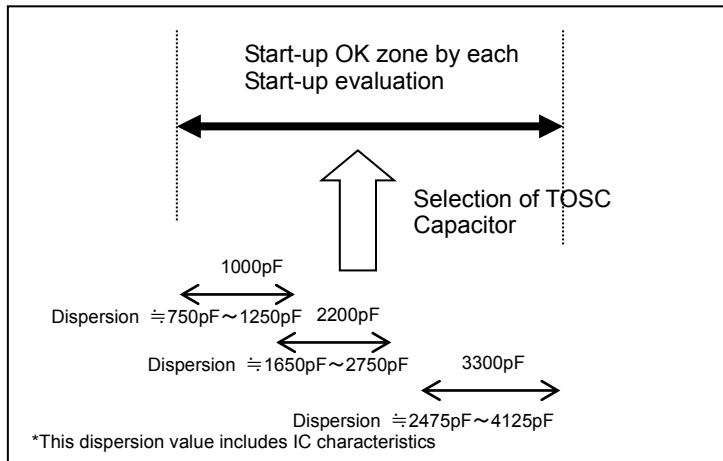 Start-up OK zone by each
Start-up evaluation
Selection of TOSC
Capacitor
1000pF
Dispersion ≒750pF～1250pF
2200pF
Dispersion ≒1650pF～2750pF
3300pF
Dispersion ≒2475pF～4125pF
*This dispersion value includes IC characteristics